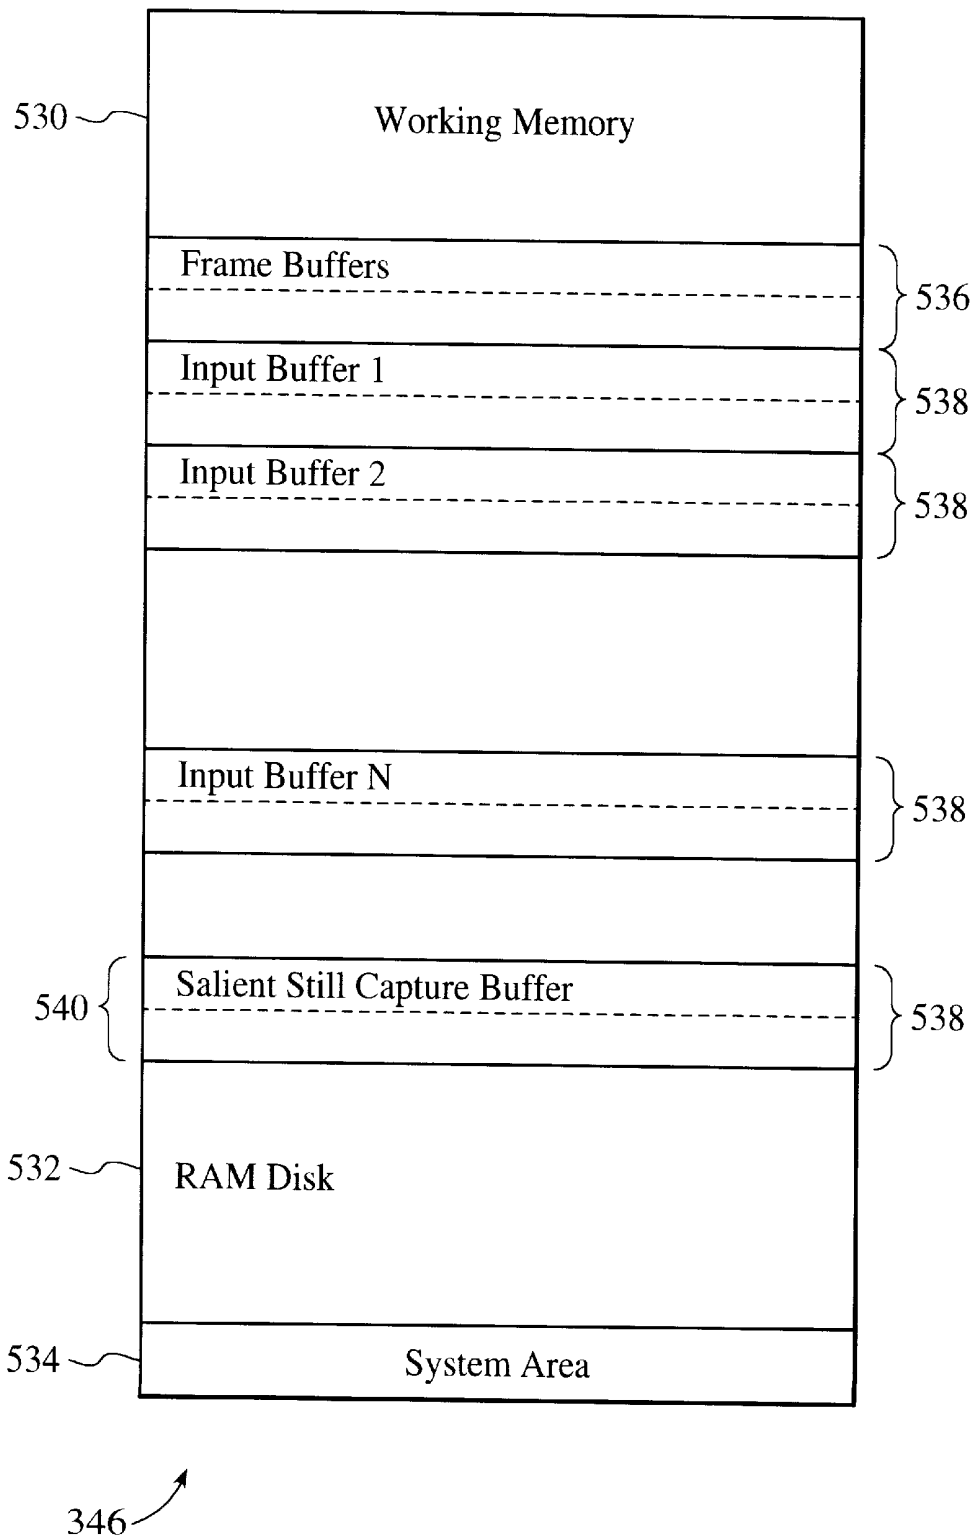 530
Working Memory
Frame Buffers
536
Input Buffer 1
538
Input Buffer 2
538
Input Buffer N
538
540
Salient Still Capture Buffer
538
532
RAM Disk
534
System Area
346